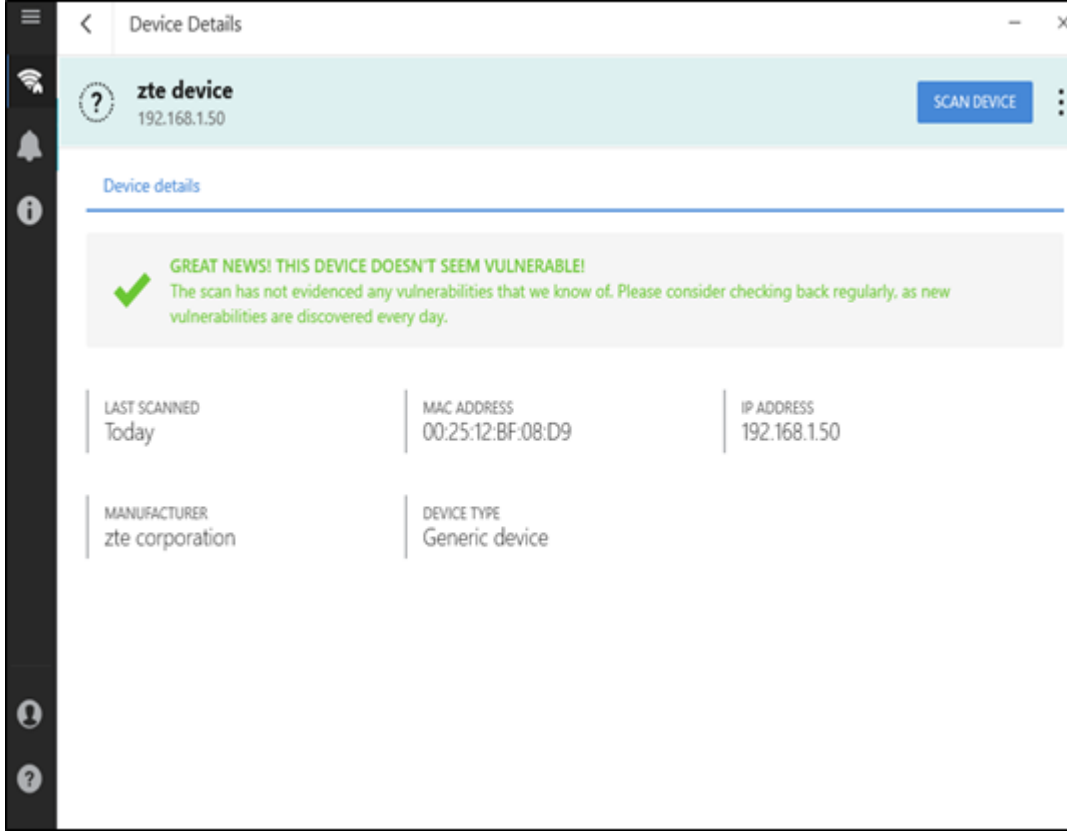 Device Details
zte device
192.168.1.50
SCAN DEVICE
Device details
GREAT NEWS! THIS DEVICE DOESN'T SEEM VULNERABLE!
The scan has not evidenced any vulnerabilities that we know of. Please consider checking back regularly, as new
vulnerabilities are discovered every day.
LAST SCANNED
Today
MAC ADDRESS
00:25:12:BF:08:D9
IP ADDRESS
192.168.1.50
MANUFACTURER
zte corporation
DEVICE TYPE
Generic device